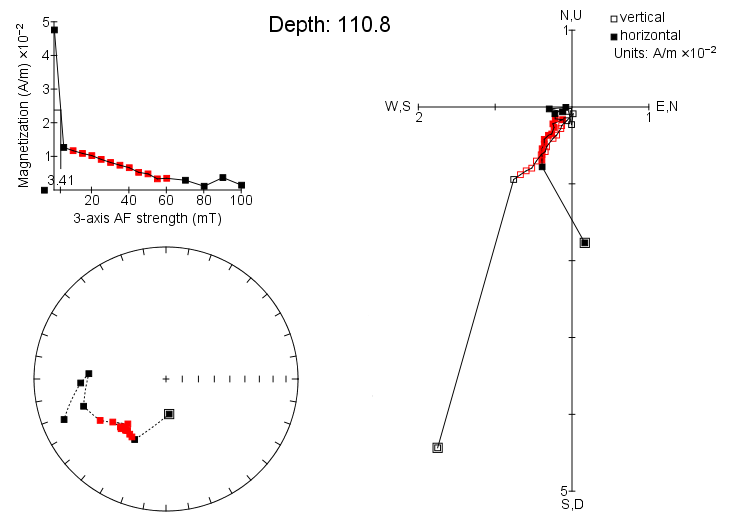 Depth: 110.8
Magnetization (A/m) ×10⁻²
5
4
3
2
1
3.41
20 40 60 80 100
3-axis AF strength (mT)
N,U
1
W,S
2
E,N
1
5
S,D
vertical
horizontal
Units: A/m ×10⁻²